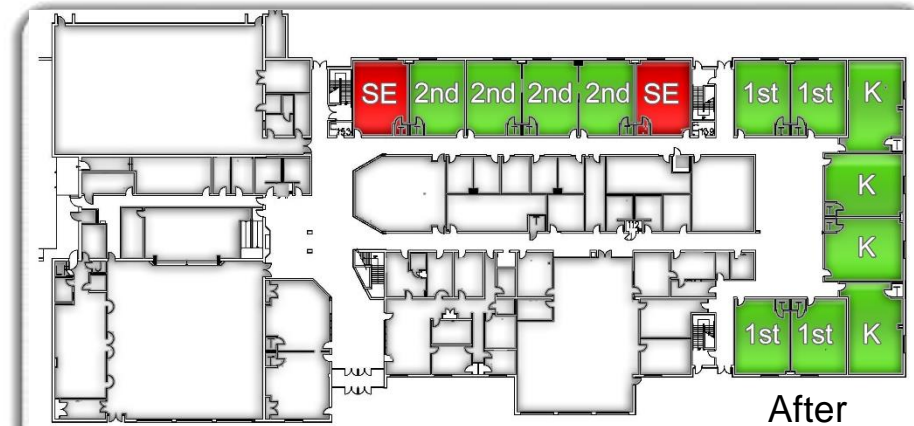 SE 2nd 2nd 2nd 2nd SE 1st 1st K
K
K
1st 1st K
After